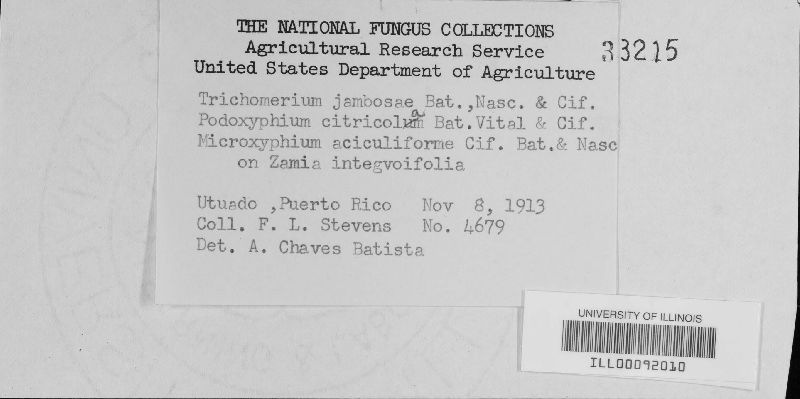 THE NATIONAL FUNGUS COLLECTIONS
Agricultural Research Service
United States Department of Agriculture
33215
Trichomerium jambosae Bat.,Nasc. & Cif.
Podoxyphium citricola Bat.Vital & Cif.
Microxyphium aciculiforme Cif. Bat.& Nasc
on Zamia integvoifolia
Utuado ,Puerto Rico Nov 8, 1913
Coll. F. L. Stevens No. 4679
Det. A. Chaves Batista
UNIVERSITY OF ILLINOIS
ILL00092010